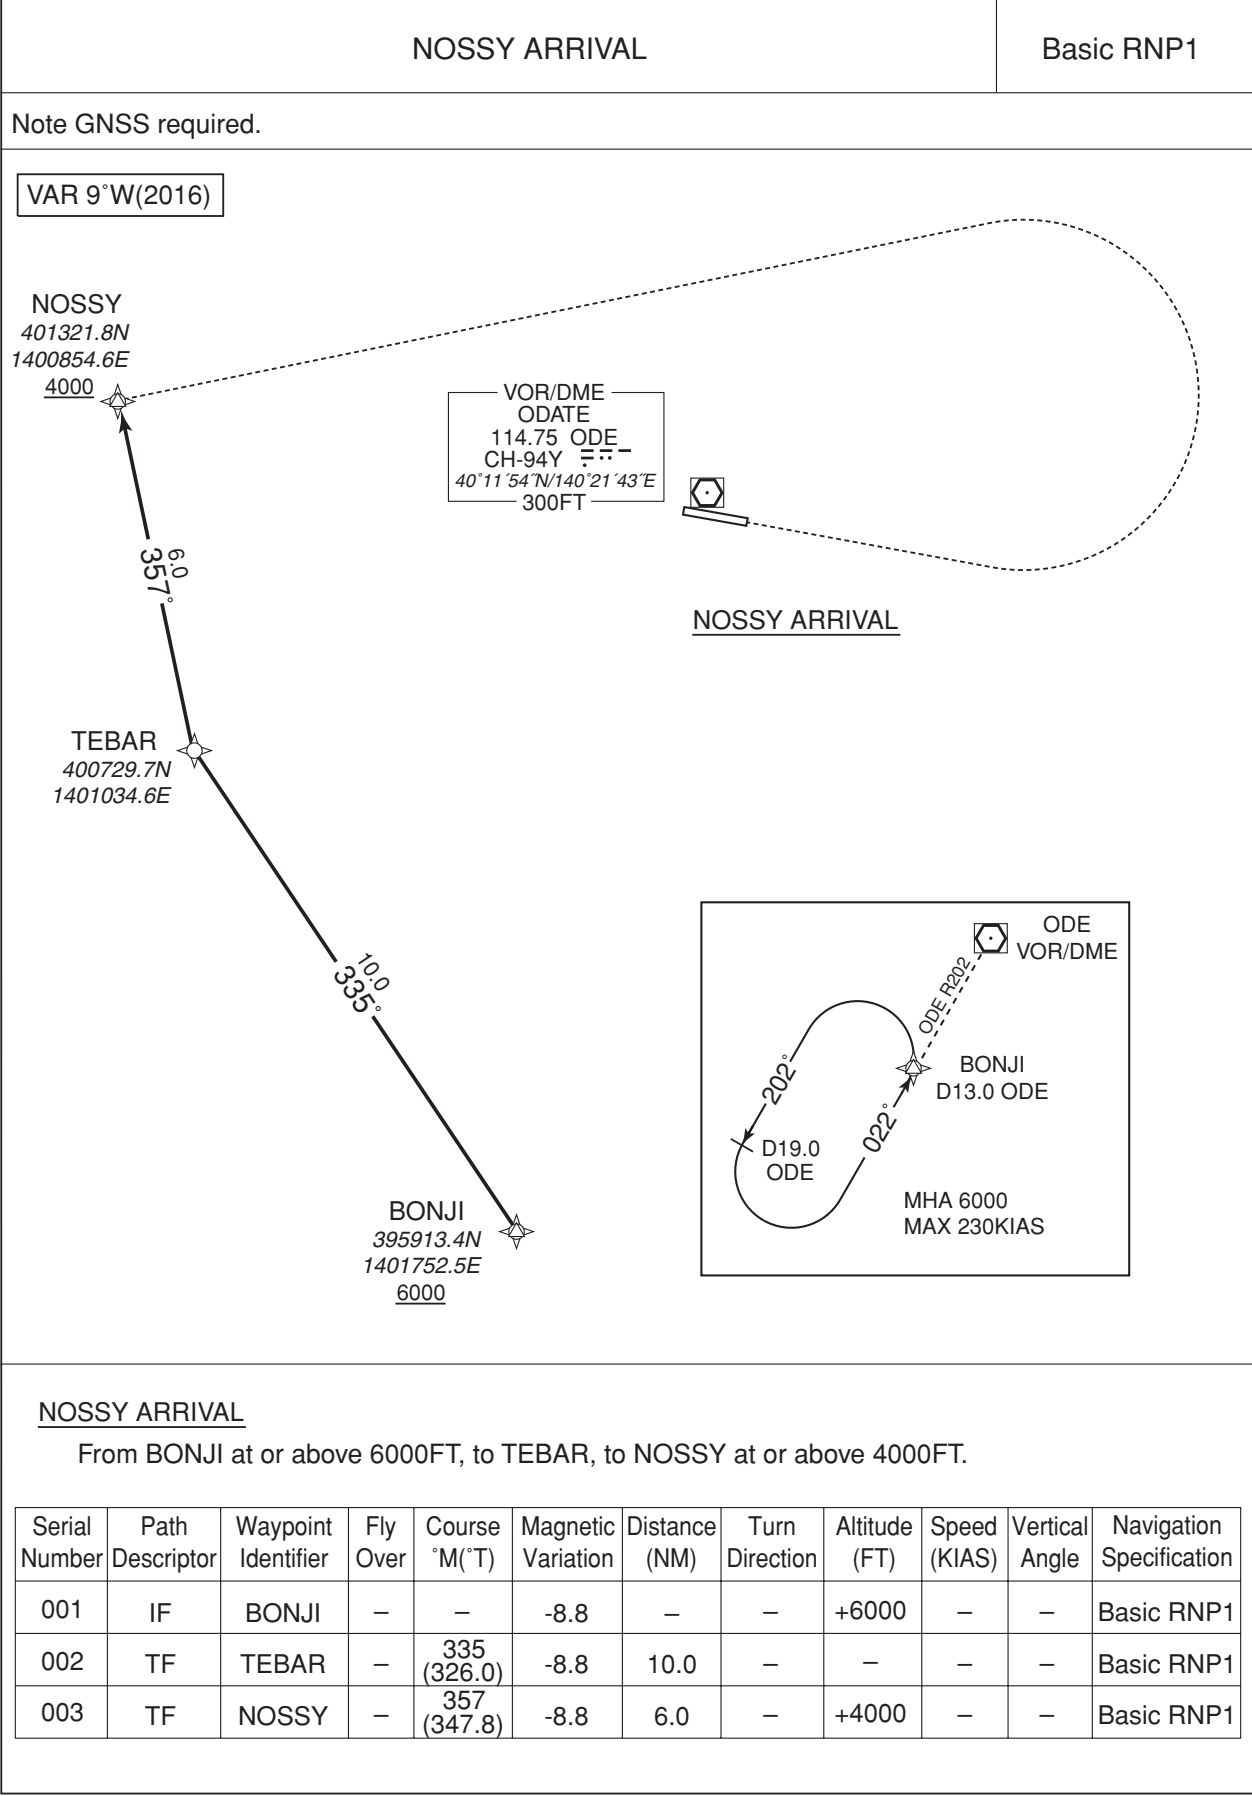 NOSSY ARRIVAL
Basic RNP1
Note GNSS required.
VAR 9˚W(2016)
NOSSY
401321.8N
1400854.6E
4000
VOR/DME
ODATE
114.75 ODE
CH-94Y
40˚11´54˝N/140˚21´43˝E
300FT
6.0
357˚
NOSSY ARRIVAL
TEBAR
400729.7N
1401034.6E
10.0
335˚
BONJI
395913.4N
1401752.5E
6000
ODE
VOR/DME
ODE R202
BONJI
D13.0 ODE
202˚
022˚
D19.0
ODE
MHA 6000
MAX 230KIAS
NOSSY ARRIVAL
From BONJI at or above 6000FT, to TEBAR, to NOSSY at or above 4000FT.
Serial Number Path Descriptor Waypoint Identifier Fly Over Course ˚M(˚T) Magnetic Variation Distance (NM) Turn Direction Altitude (FT) Speed (KIAS) Vertical Angle Navigation Specification
001 IF BONJI – – -8.8 – – +6000 – – Basic RNP1
002 TF TEBAR – 335 (326.0) -8.8 10.0 – – – – Basic RNP1
003 TF NOSSY – 357 (347.8) -8.8 6.0 – +4000 – – Basic RNP1